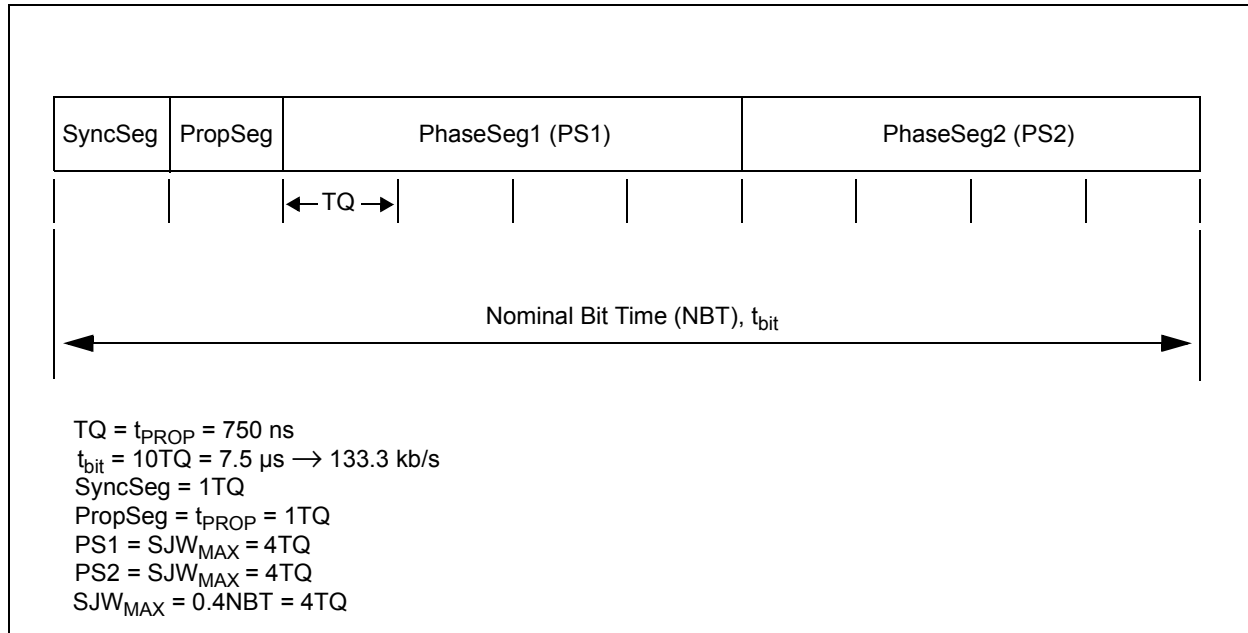 SyncSeg PropSeg PhaseSeg1 (PS1) PhaseSeg2 (PS2)
TQ
Nominal Bit Time (NBT), tbit
TQ = tPROP = 750 ns
tbit = 10TQ = 7.5 µs → 133.3 kb/s
SyncSeg = 1TQ
PropSeg = tPROP = 1TQ
PS1 = SJWMAX = 4TQ
PS2 = SJWMAX = 4TQ
SJWMAX = 0.4NBT = 4TQ